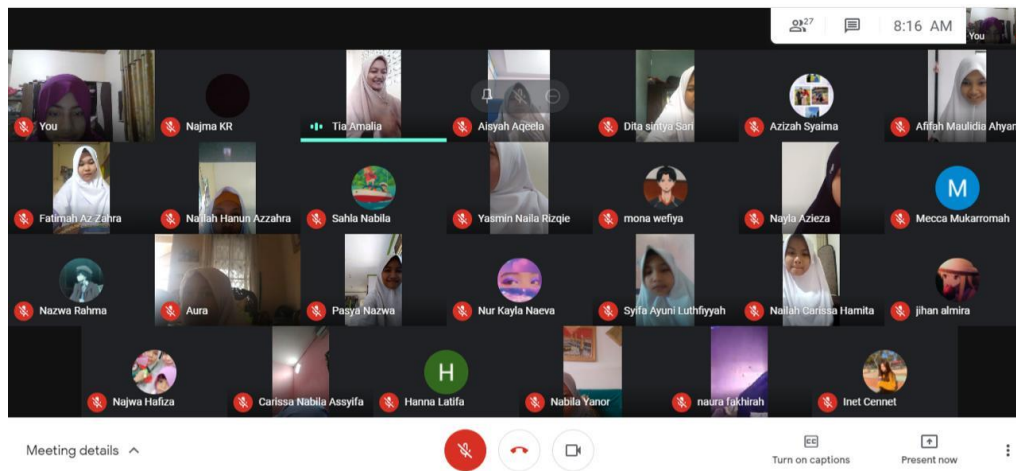 27
8:16 AM
You
You
Najma KR
Tia Amalia
Aisyah Aqeela
Dita sintya Sari
Azizah Syaima
Afifah Maulidia Ahyar
Fatimah Az Zahra
Nailah Hanun Azzahra
Sahla Nabila
Yasmin Naila Rizqie
mona wefiya
Nayla Azieza
M
Mecca Mukarromah
Nazwa Rahma
Aura
Pasya Nazwa
Nur Kayla Naeva
Syifa Ayuni Luthfiyyah
Nailah Carissa Hamita
jihan almira
Najwa Hafiza
Carissa Nabila Assyifa
H
Hanna Latifa
Nabila Yanor
naura fakhirah
Inet Cennet
Meeting details
CC
Turn on captions
Present now